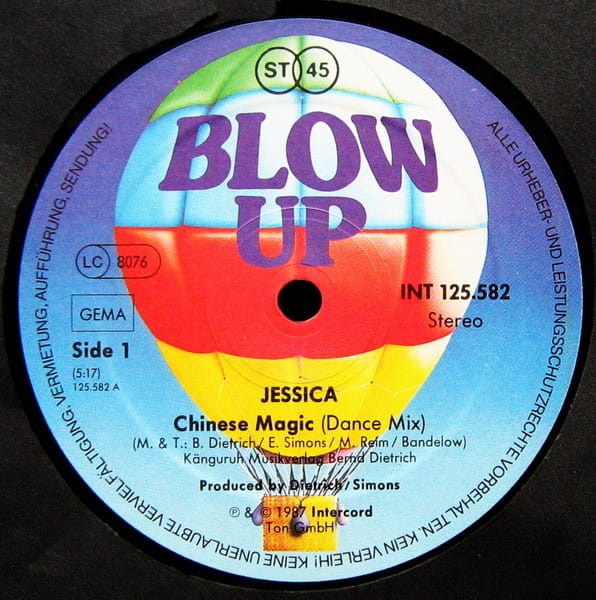 ST 45
BLOW
UP
LC 8076
GEMA
INT 125.582
Stereo
Side 1
(5:17)
125.582 A
JESSICA
Chinese Magic (Dance Mix)
(M. & T.: B. Dietrich/E. Simons/M. Relm/Bandelow)
Känguruh Musikverlag Bernd Dietrich
Produced by Dietrich/Simons
℗ & © 1987 Intercord
Ton GmbH
ALLE URHEBER- UND LEISTUNGSSCHUTZRECHTE VORBEHALTEN. KEIN VERLEIH! KEINE UNERLAUBTE VERVIELFÄLTIGUNG, VERMIETUNG, AUFFÜHRUNG, SENDUNG!